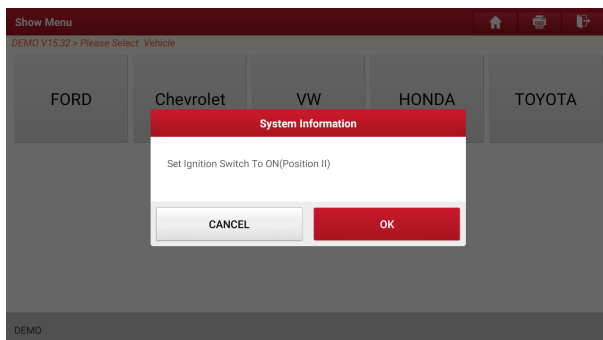 Show Menu
DEMO V15.32 > Please Select Vehicle
FORD
Chevrolet
VW
HONDA
TOYOTA
System Information
Set Ignition Switch To ON(Position II)
CANCEL
OK
DEMO